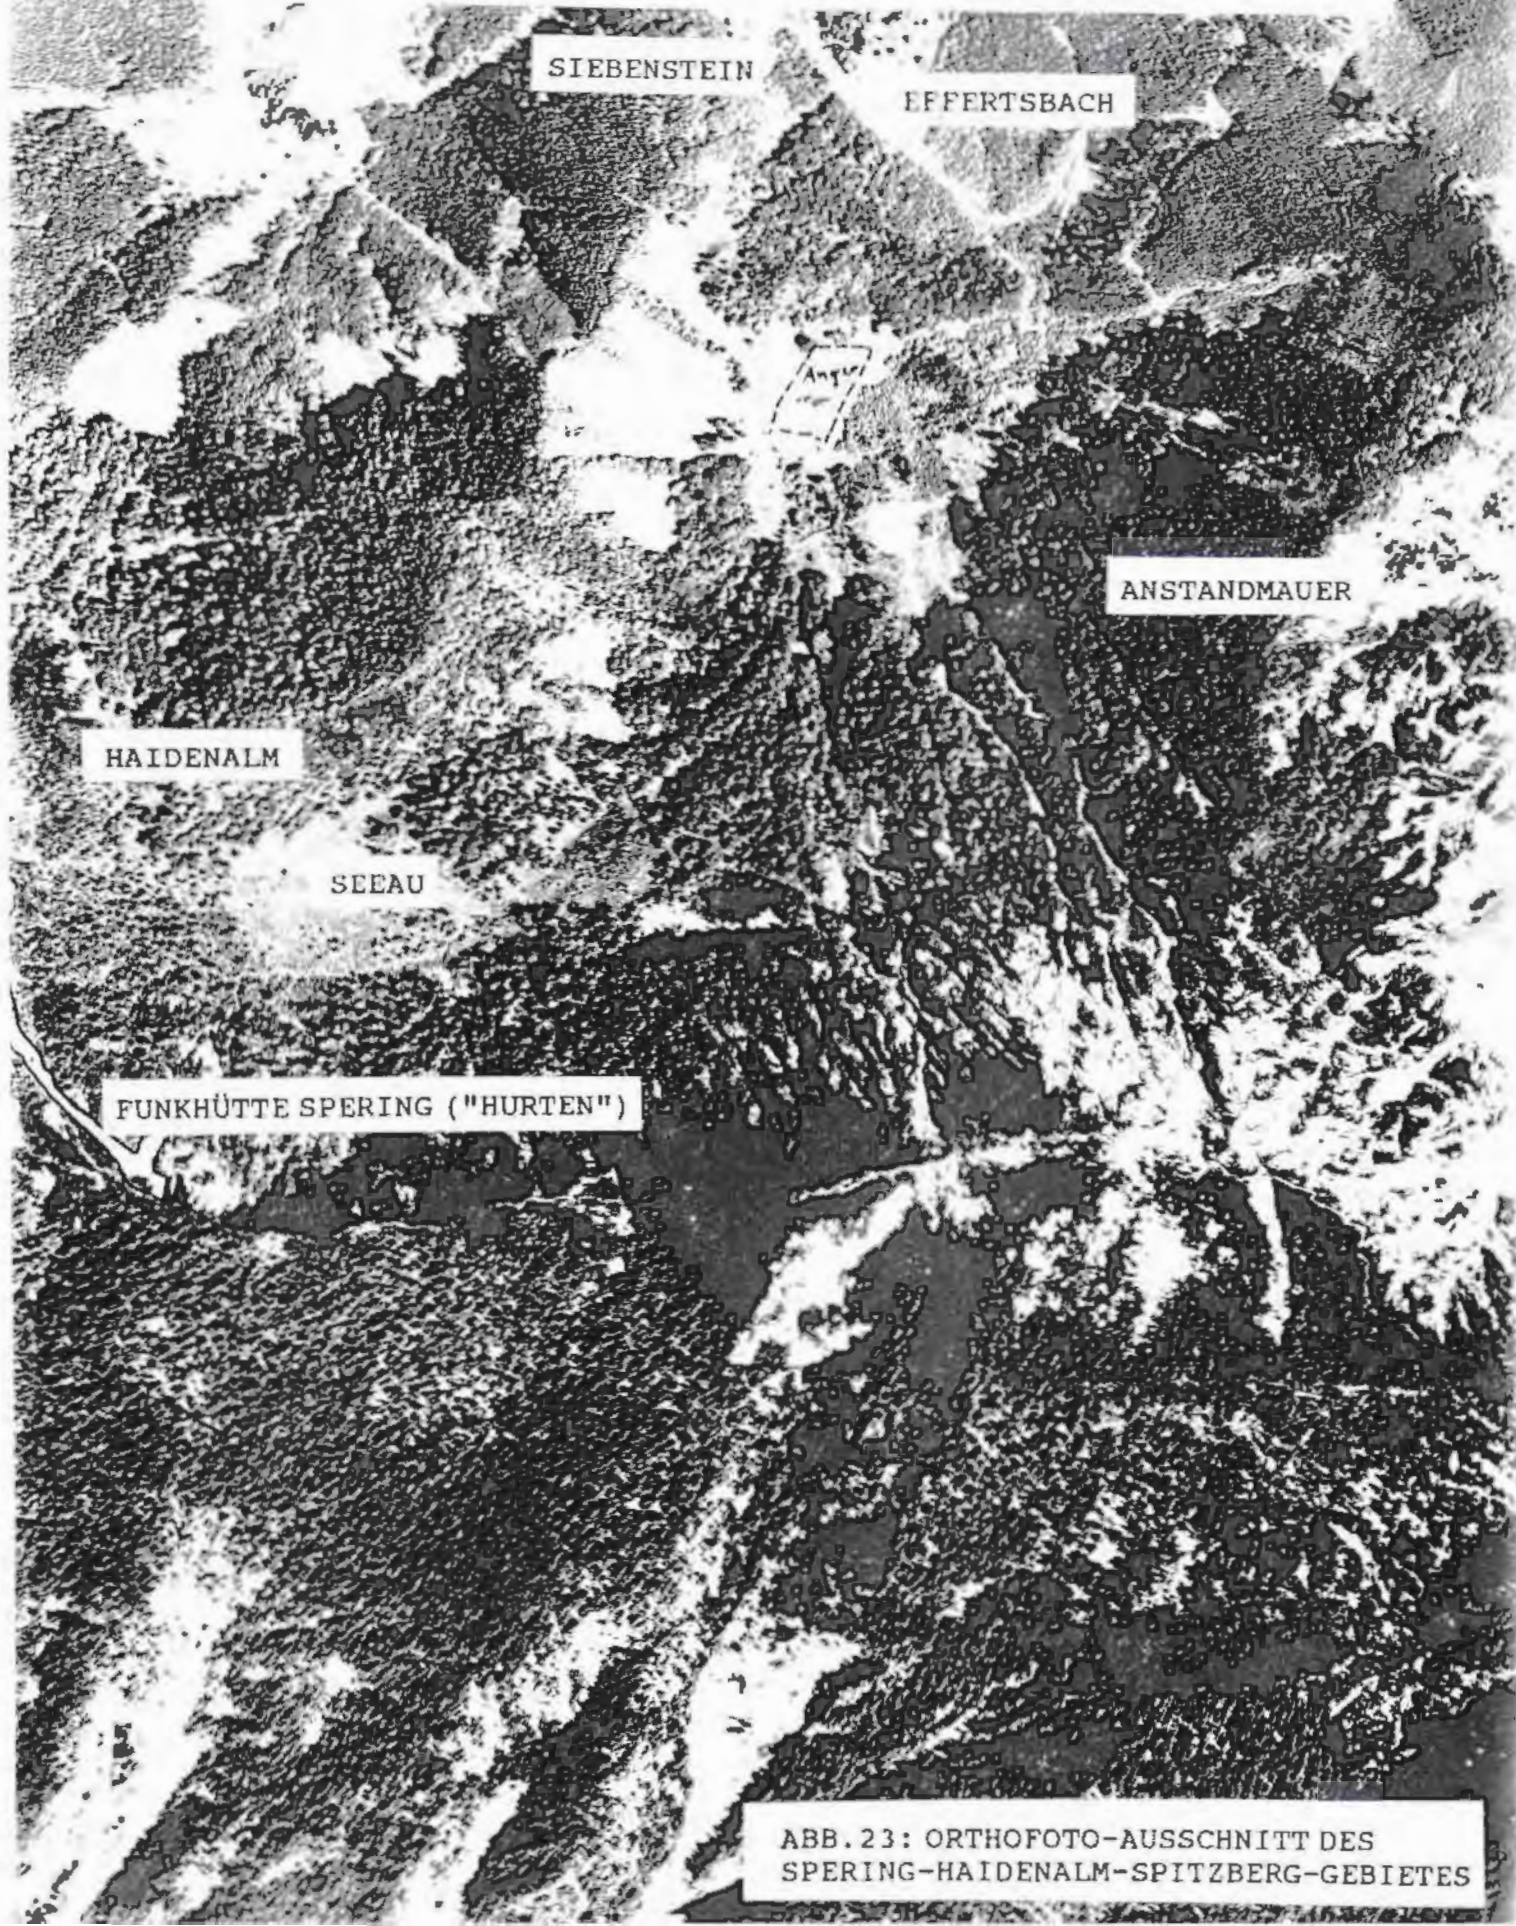 SIEBENSTEIN
EFFERTSBACH
ANSTANDMAUER
HAIDENALM
SEEAU
FUNKHÜTTE SPERING ("HURTEN")
ABB.23: ORTHOFOTO-AUSSCHNITT DES
SPERING-HAIDENALM-SPITZBERG-GEBIETES